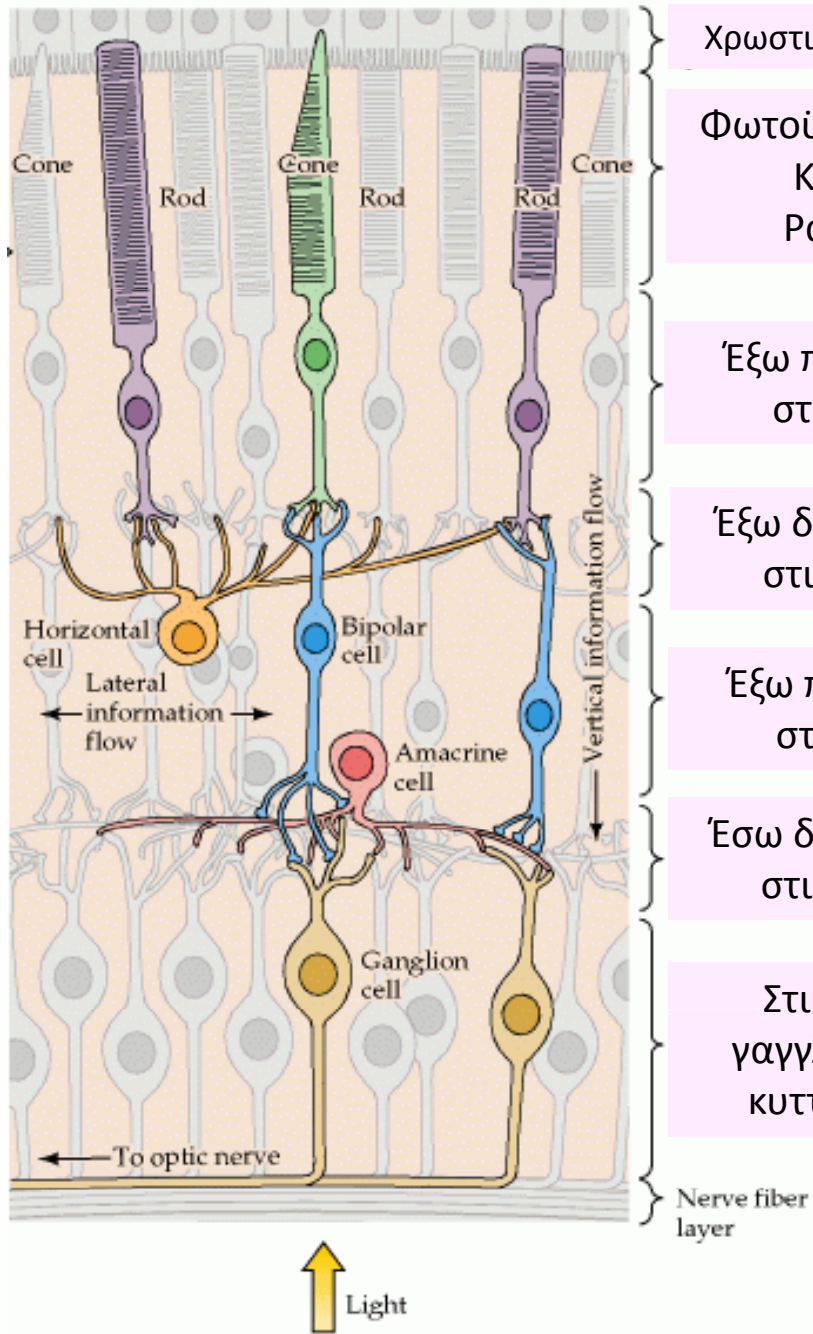 Χρωστι
Φωτοϊ
Κ
Ρ
Cone
Rod
Cone
Rod
Rod
Cone
Έξω π
στ
Έξω δ
στι
Horizontal
cell
Bipolar
cell
Vertical information flow
Lateral
information
flow
Έξω π
στ
Amacrine
cell
Έσω δ
στι
Ganglion
cell
Στι
γαγγ
κυττ
To optic nerve
Nerve fiber
layer
Light